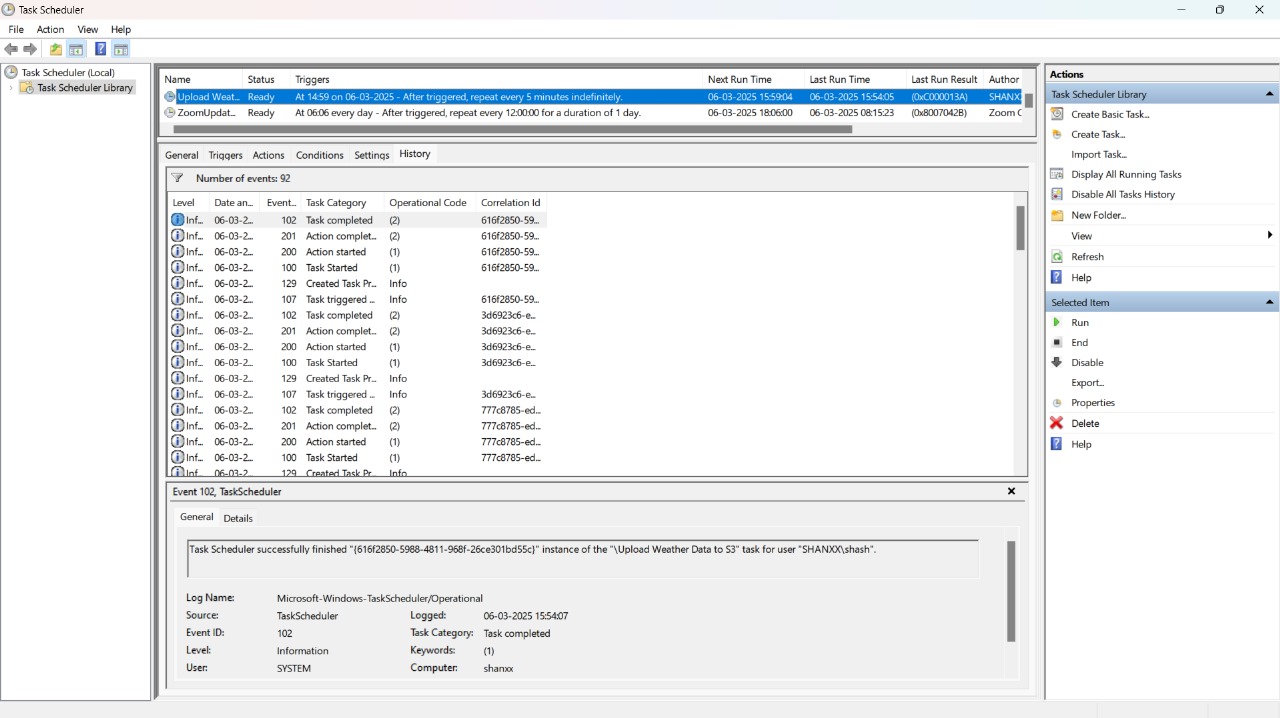 Task Scheduler
File Action View Help
Task Scheduler (Local)
Task Scheduler Library
Name Status Triggers Next Run Time Last Run Time Last Run Result Author
Upload Weat... Ready At 14:59 on 06-03-2025 - After triggered, repeat every 5 minutes indefinitely. 06-03-2025 15:59:04 06-03-2025 15:54:05 (0xC000013A) SHANX
ZoomUpdat... Ready At 06:06 every day - After triggered, repeat every 12:00:00 for a duration of 1 day. 06-03-2025 18:06:00 06-03-2025 08:15:23 (0x8007042B) Zoom C
General Triggers Actions Conditions Settings History
Number of events: 92
Level Date an... Event... Task Category Operational Code Correlation Id
Inf... 06-03-2... 102 Task completed (2) 616f2850-59...
Inf... 06-03-2... 201 Action complet... (2) 616f2850-59...
Inf... 06-03-2... 200 Action started (1) 616f2850-59...
Inf... 06-03-2... 100 Task Started (1) 616f2850-59...
Inf... 06-03-2... 129 Created Task Pr... Info
Inf... 06-03-2... 107 Task triggered ... Info 616f2850-59...
Inf... 06-03-2... 102 Task completed (2) 3d6923c6-e...
Inf... 06-03-2... 201 Action complet... (2) 3d6923c6-e...
Inf... 06-03-2... 200 Action started (1) 3d6923c6-e...
Inf... 06-03-2... 100 Task Started (1) 3d6923c6-e...
Inf... 06-03-2... 129 Created Task Pr... Info
Inf... 06-03-2... 107 Task triggered ... Info 3d6923c6-e...
Inf... 06-03-2... 102 Task completed (2) 777c8785-ed...
Inf... 06-03-2... 201 Action complet... (2) 777c8785-ed...
Inf... 06-03-2... 200 Action started (1) 777c8785-ed...
Inf... 06-03-2... 100 Task Started (1) 777c8785-ed...
Inf... 06-03-2... 129 Created Task Pr... Info
Event 102, TaskScheduler
General Details
Task Scheduler successfully finished "{616f2850-5988-4811-968f-26ce301bd55c}" instance of the "\Upload Weather Data to S3" task for user "SHANXX\shash".
Log Name: Microsoft-Windows-TaskScheduler/Operational
Source: TaskScheduler Logged: 06-03-2025 15:54:07
Event ID: 102 Task Category: Task completed
Level: Information Keywords: (1)
User: SYSTEM Computer: shanxx
Actions
Task Scheduler Library
Create Basic Task...
Create Task...
Import Task...
Display All Running Tasks
Disable All Tasks History
New Folder...
View
Refresh
Help
Selected Item
Run
End
Disable
Export...
Properties
Delete
Help